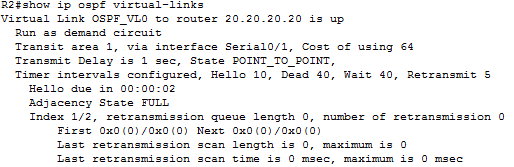 R2#show ip ospf virtual-links
Virtual Link OSPF_VL0 to router 20.20.20.20 is up
Run as demand circuit
Transit area 1, via interface Serial0/1, Cost of using 64
Transmit Delay is 1 sec, State POINT_TO_POINT,
Timer intervals configured, Hello 10, Dead 40, Wait 40, Retransmit 5
Hello due in 00:00:02
Adjacency State FULL
Index 1/2, retransmission queue length 0, number of retransmission 0
First 0x0(0)/0x0(0) Next 0x0(0)/0x0(0)
Last retransmission scan length is 0, maximum is 0
Last retransmission scan time is 0 msec, maximum is 0 msec